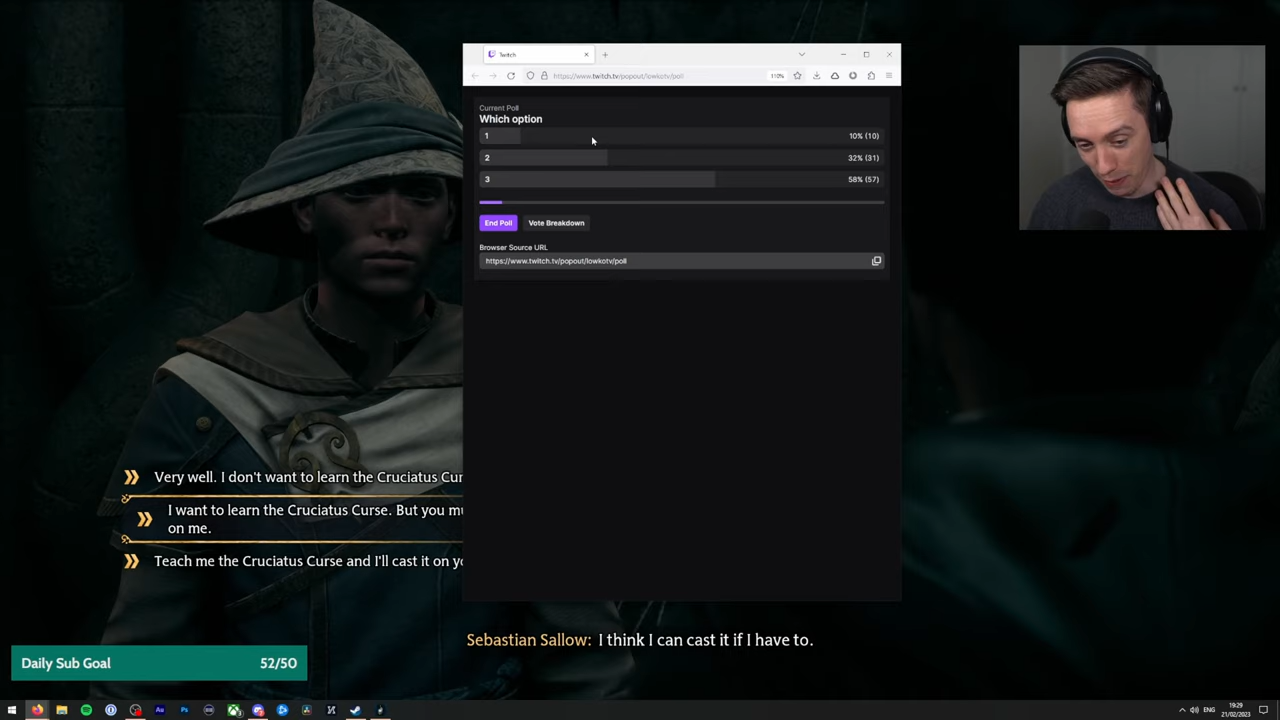 Twitch
https://www.twitch.tv/popout/lowkotv/poll
110%
Current Poll
Which option
1 10% (10)
2 32% (31)
3 58% (57)
End Poll Vote Breakdown
Browser Source URL
https://www.twitch.tv/popout/lowkotv/poll
Very well. I don't want to learn the Cruciatus Cur
I want to learn the Cruciatus Curse. But you mu
on me.
Teach me the Cruciatus Curse and I'll cast it on yo
Sebastian Sallow: I think I can cast it if I have to.
Daily Sub Goal 52/50
ENG
19:29
21/02/2023